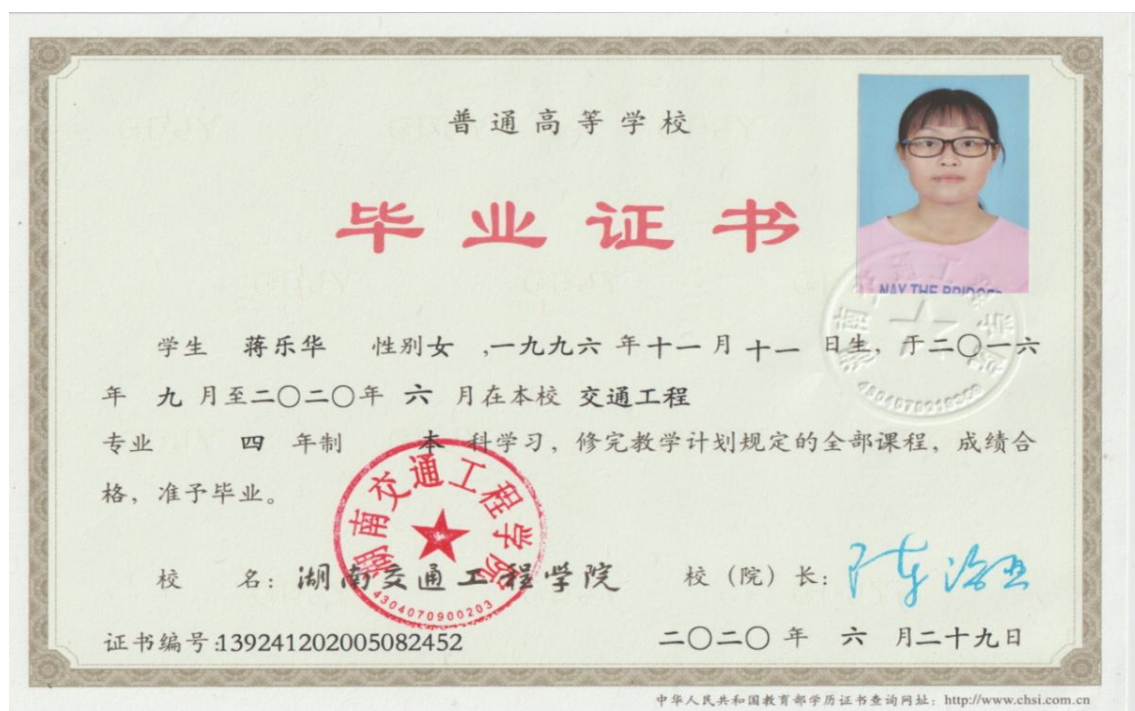 普通高等学校
毕业证书
NAY THE BRIDGES
学生 蒋乐华 性别女 ,一九九六 年十一月 十一 日生, 于二〇一六
年 九 月至二〇二〇年 六 月在本校 交通工程
专业 四 年制 本 科学习, 修完教学计划规定的全部课程, 成绩合
格, 准予毕业。
湖南交通工程学院
4304070900203
校 名: 湖南交通工程学院 校(院)长:
证书编号:139241202005082452 二〇二〇 年 六 月二十九日
中华人民共和国教育部学历证书查询网址: http://www.chsi.com.cn